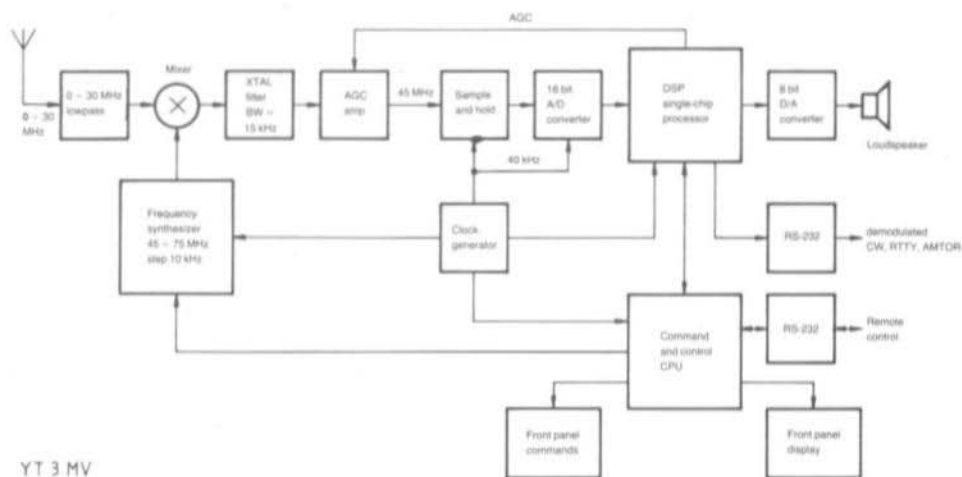 AGC
Mixer
0 - 30 MHz
lowpass
0 - 30
MHz
XTAL
filter
BW =
15 kHz
AGC
amp
45 MHz
Sample
and hold
16 bit
A/D
converter
DSP
single-chip
processor
8 bit
D/A
converter
Loudspeaker
40 kHz
Frequency
synthesizer
45 - 75 MHz
step 10 kHz
Clock
generator
RS-232
demodulated
CW, RTTY, AMTOR
Command
and control
CPU
RS-232
Remote
control
Front panel
commands
Front panel
display
YT 3 MV